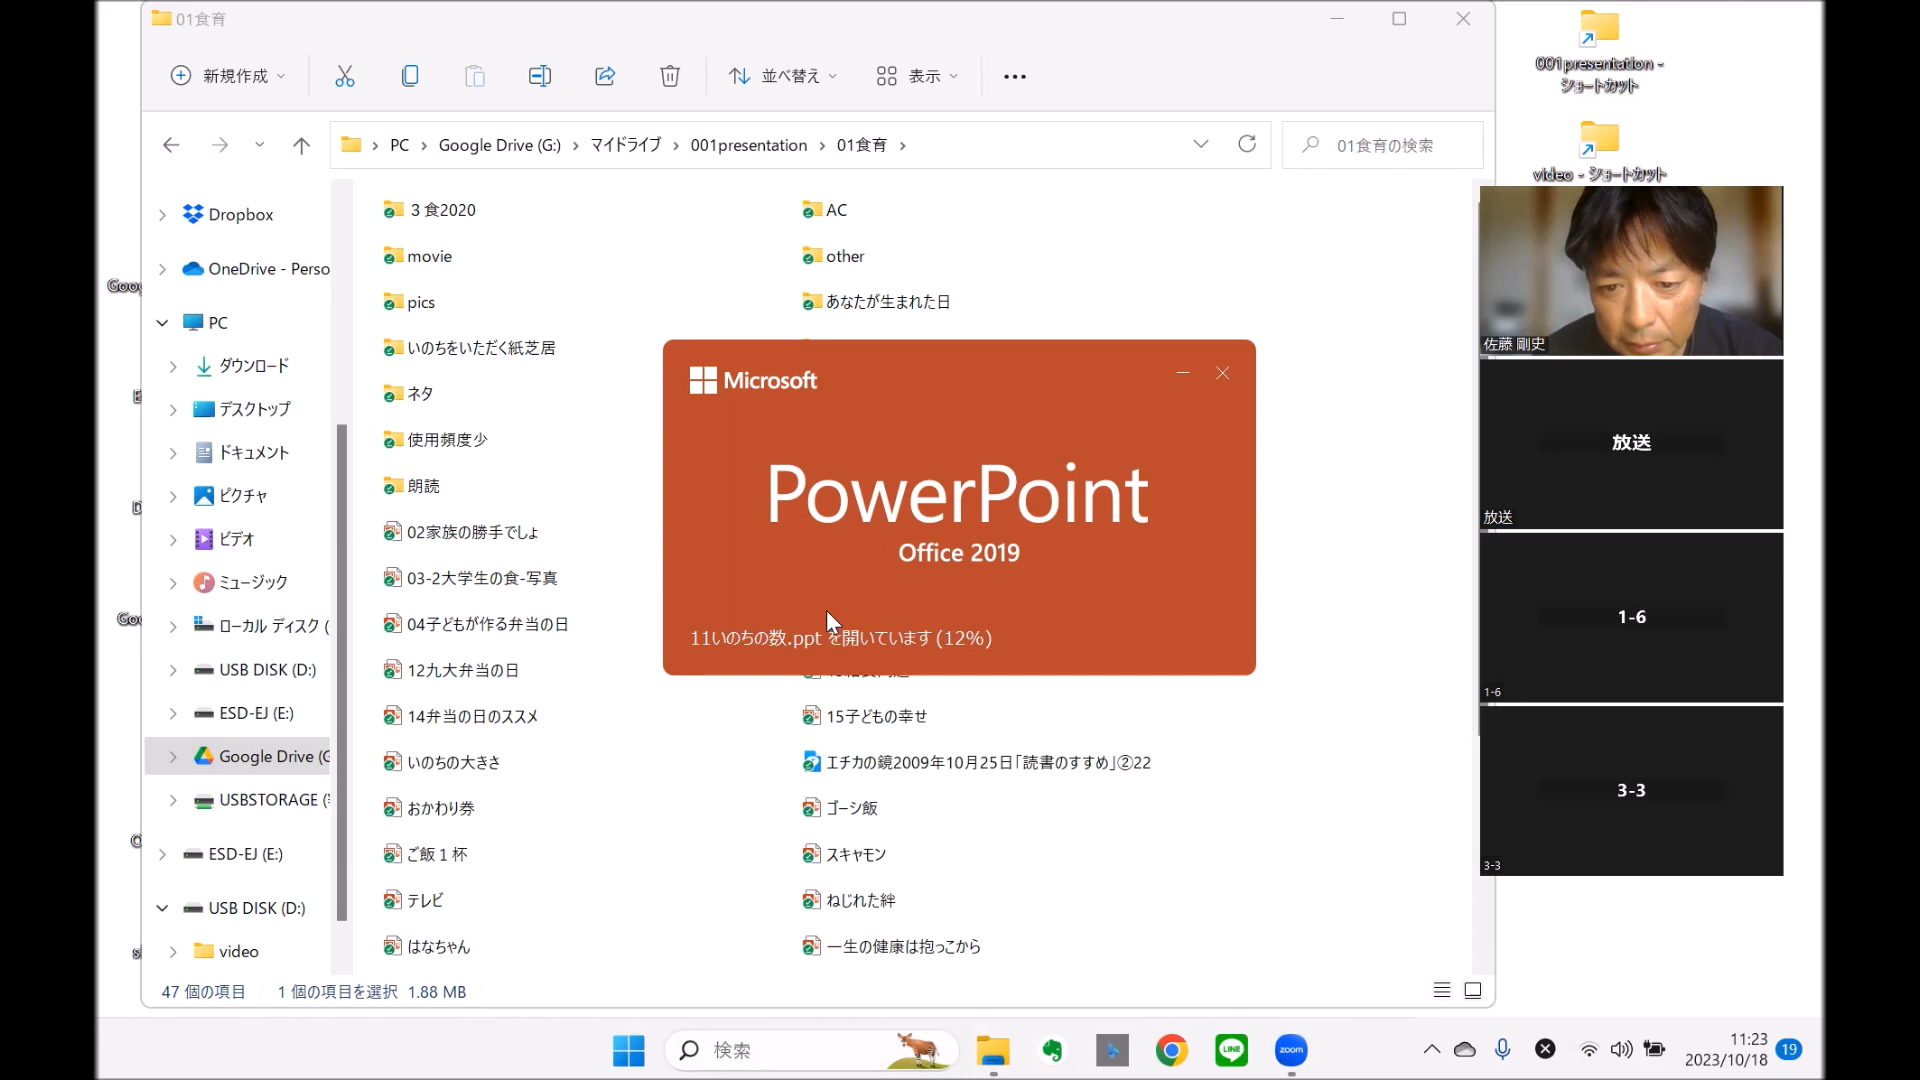 01食育
新規作成
並べ替え
表示
PC
Google Drive (G:)
マイドライブ
001presentation
01食育
01食育の検索
Dropbox
OneDrive - Perso
PC
ダウンロード
デスクトップ
ドキュメント
ピクチャ
ビデオ
ミュージック
ローカル ディスク (
USB DISK (D:)
ESD-EJ (E:)
Google Drive (G
USBSTORAGE (
ESD-EJ (E:)
USB DISK (D:)
video
３食2020
AC
movie
other
pics
あなたが生まれた日
いのちをいただく紙芝居
ネタ
使用頻度少
朗読
02家族の勝手でしょ
03-2大学生の食-写真
04子どもが作る弁当の日
12九大弁当の日
14弁当の日のススメ
15子どもの幸せ
いのちの大きさ
エチカの鏡2009年10月25日「読書のすすめ」②22
おかわり券
ゴーシ飯
ご飯１杯
スキャモン
テレビ
ねじれた絆
はなちゃん
一生の健康は抱っこから
Microsoft
PowerPoint
Office 2019
11いのちの数.ppt を開いています (12%)
47 個の項目
1 個の項目を選択 1.88 MB
001presentation -
ショートカット
video - ショートカット
佐藤 剛史
放送
放送
1-6
1-6
3-3
3-3
検索
LINE
zoom
11:23
2023/10/18
19